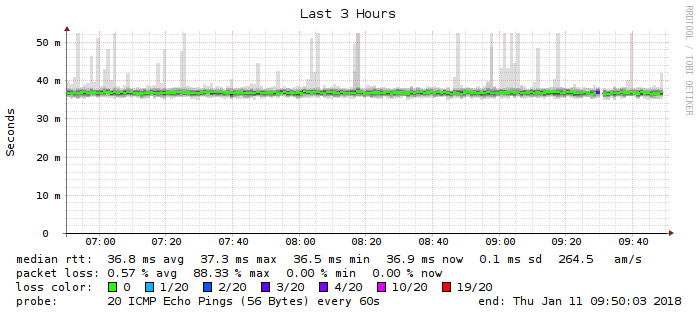 Last 3 Hours
RRDTOOL / TOBI OETIKER
Seconds
50 m
40 m
30 m
20 m
10 m
0
07:00 07:20 07:40 08:00 08:20 08:40 09:00 09:20 09:40
median rtt: 36.8 ms avg 37.3 ms max 36.5 ms min 36.9 ms now 0.1 ms sd 264.5 am/s
packet loss: 0.57 % avg 88.33 % max 0.00 % min 0.00 % now
loss color: 0 1/20 2/20 3/20 4/20 10/20 19/20
probe: 20 ICMP Echo Pings (56 Bytes) every 60s end: Thu Jan 11 09:50:03 2018